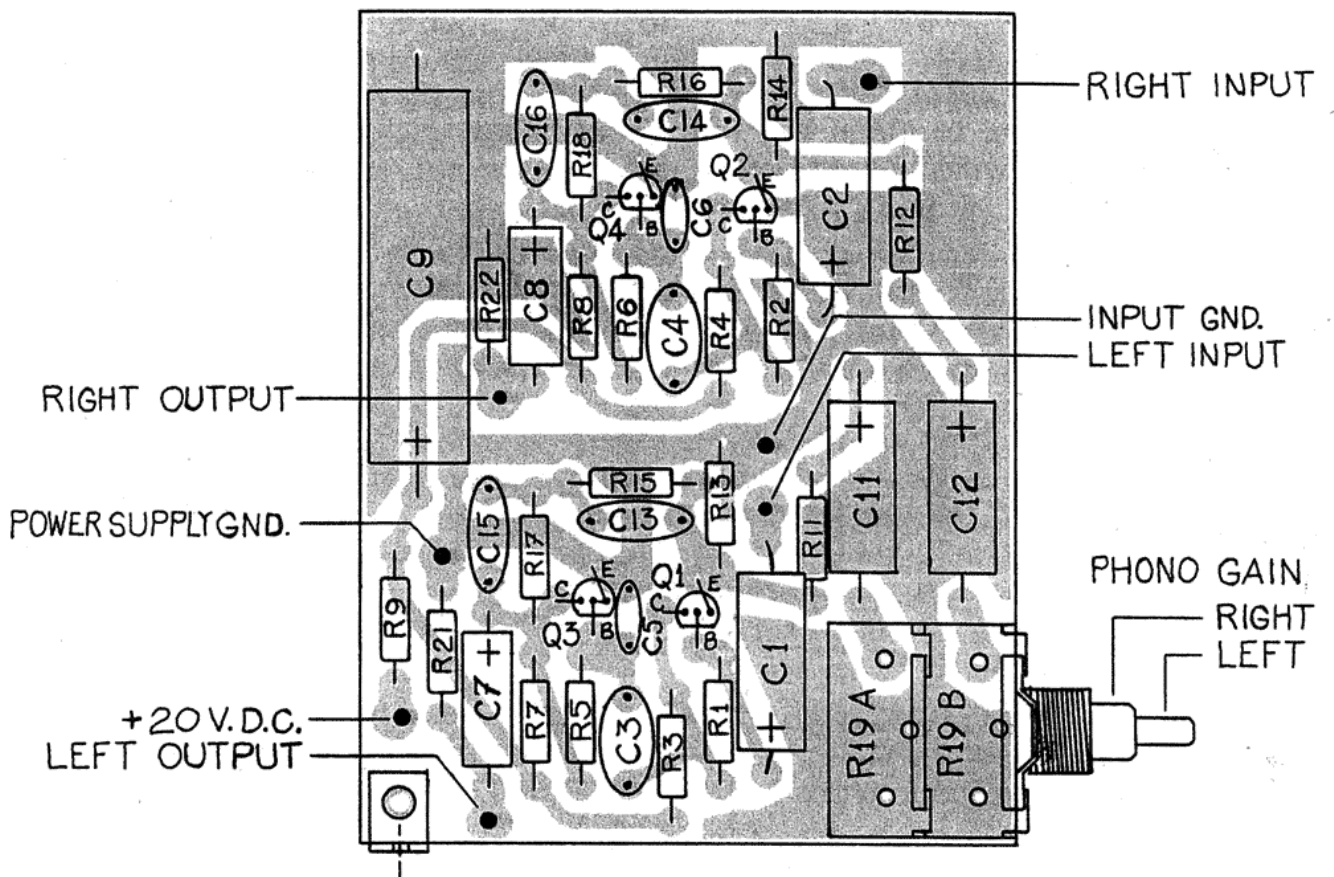 RIGHT INPUT
INPUT GND.
LEFT INPUT
RIGHT OUTPUT
POWER SUPPLY GND.
+20 V.D.C.
LEFT OUTPUT
PHONO GAIN
RIGHT
LEFT
C9
C16
R18
R16
C14
R14
Q2
E
C
B
Q4
E
C
B
C6
+
C2
R12
R22
+
C8
R8
R6
C4
R4
R2
+
R15
C13
R13
R11
+
C11
+
C12
C15
R17
Q3
E
C
B
C5
Q1
E
C
B
R9
R21
+
C7
R7
R5
C3
R3
R1
C1
+
R19A
R19B